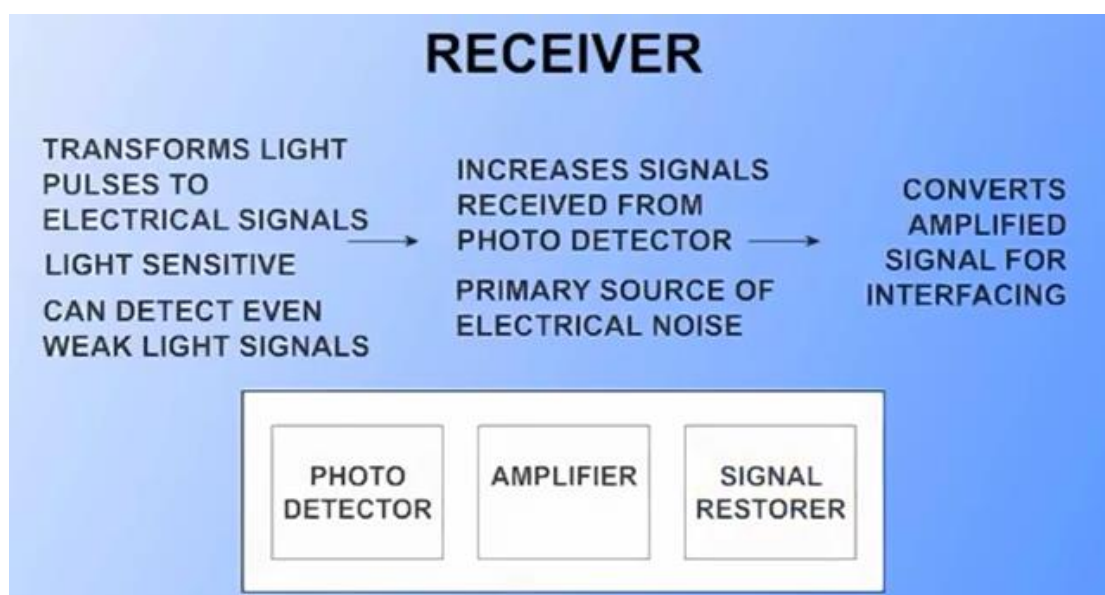 RECEIVER
TRANSFORMS LIGHT
PULSES TO
ELECTRICAL SIGNALS
LIGHT SENSITIVE
CAN DETECT EVEN
WEAK LIGHT SIGNALS
INCREASES SIGNALS
RECEIVED FROM
PHOTO DETECTOR
PRIMARY SOURCE OF
ELECTRICAL NOISE
CONVERTS
AMPLIFIED
SIGNAL FOR
INTERFACING
PHOTO
DETECTOR
AMPLIFIER
SIGNAL
RESTORER